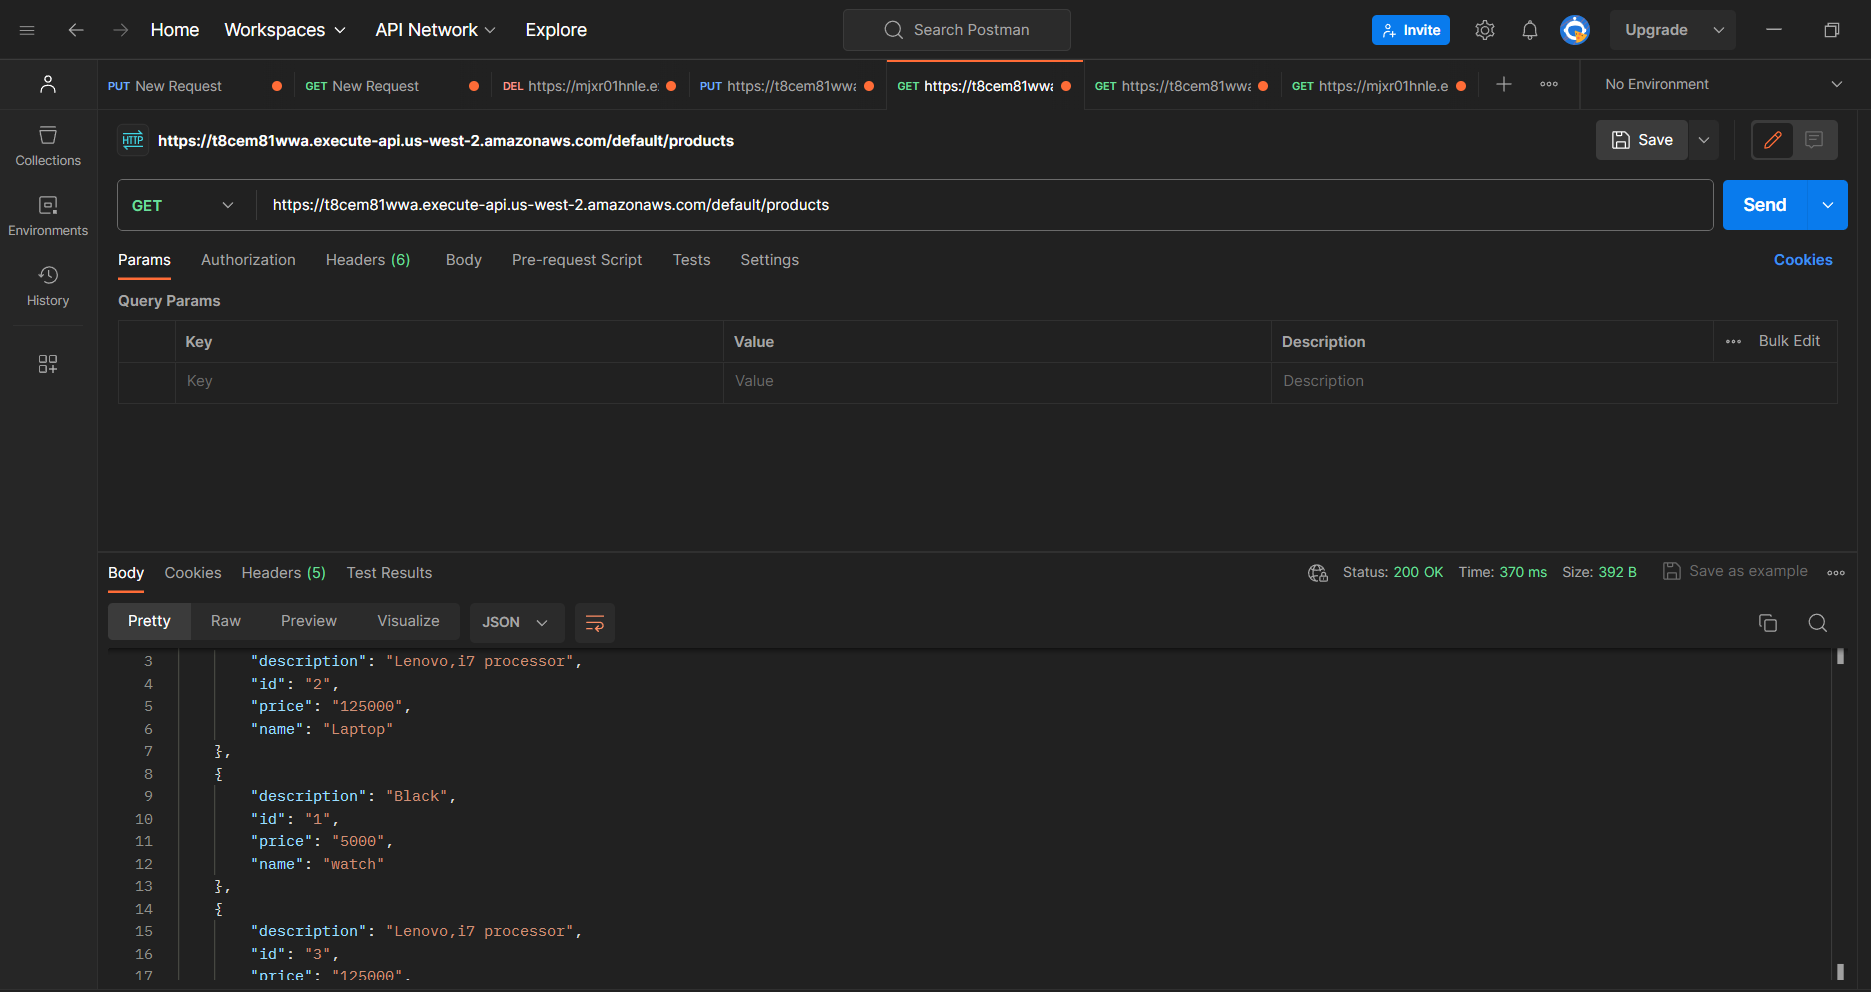 Home Workspaces API Network Explore Search Postman Invite Upgrade
PUT New Request GET New Request DEL https://mjxr01hnle.e: PUT https://t8cem81wwa GET https://t8cem81wwa GET https://t8cem81wwa GET https://mjxr01hnle.e No Environment
Collections
Environments
History
HTTP https://t8cem81wwa.execute-api.us-west-2.amazonaws.com/default/products Save
GET https://t8cem81wwa.execute-api.us-west-2.amazonaws.com/default/products Send
Params Authorization Headers (6) Body Pre-request Script Tests Settings Cookies
Query Params
Key Value Description Bulk Edit
Key Value Description
Body Cookies Headers (5) Test Results Status: 200 OK Time: 370 ms Size: 392 B Save as example
Pretty Raw Preview Visualize JSON
3 "description": "Lenovo,i7 processor",
4 "id": "2",
5 "price": "125000",
6 "name": "Laptop"
7 },
8 {
9 "description": "Black",
10 "id": "1",
11 "price": "5000",
12 "name": "watch"
13 },
14 {
15 "description": "Lenovo,i7 processor",
16 "id": "3",
17 "price": "125000",